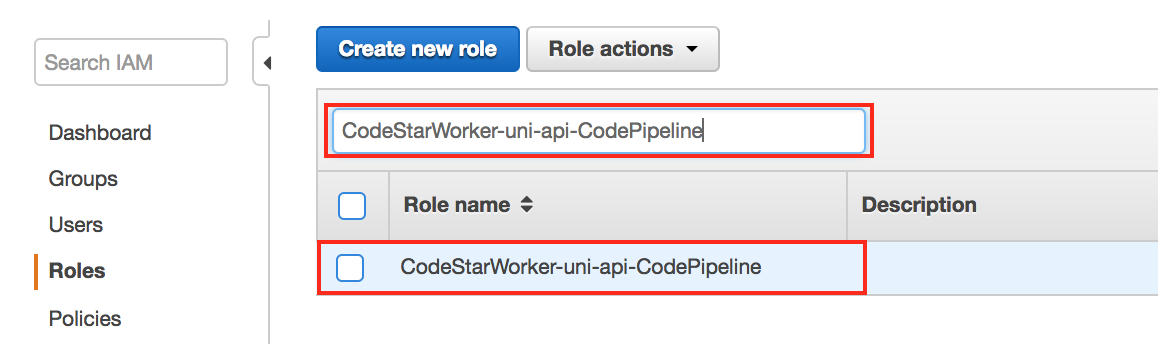 Search IAM
Dashboard
Groups
Users
Roles
Policies
Create new role
Role actions
CodeStarWorker-uni-api-CodePipeline
Role name
Description
CodeStarWorker-uni-api-CodePipeline